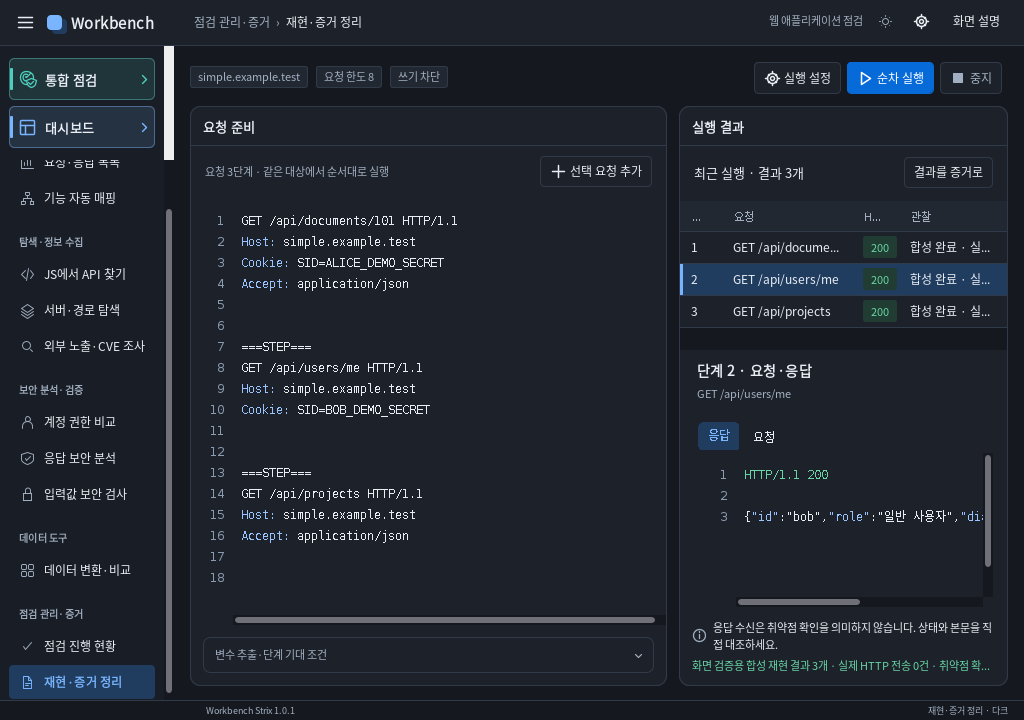 Workbench
점검 관리·증거 › 재현·증거 정리
웹 애플리케이션 점검
화면 설명
통합 점검
대시보드
요청·응답 목록
기능 자동 매핑
탐색·정보 수집
JS에서 API 찾기
서버·경로 탐색
외부 노출·CVE 조사
보안 분석·검증
계정 권한 비교
응답 보안 분석
입력값 보안 검사
데이터 도구
데이터 변환·비교
점검 관리·증거
점검 진행 현황
재현·증거 정리
simple.example.test
요청 한도 8
쓰기 차단
실행 설정
순차 실행
중지
요청 준비
요청 3단계 · 같은 대상에서 순서대로 실행
선택 요청 추가
1 GET /api/documents/101 HTTP/1.1
2 Host: simple.example.test
3 Cookie: SID=ALICE_DEMO_SECRET
4 Accept: application/json
5
6
7 ===STEP===
8 GET /api/users/me HTTP/1.1
9 Host: simple.example.test
10 Cookie: SID=BOB_DEMO_SECRET
11
12
13 ===STEP===
14 GET /api/projects HTTP/1.1
15 Host: simple.example.test
16 Accept: application/json
17
18
변수 추출·단계 기대 조건
실행 결과
최근 실행 · 결과 3개
결과를 증거로
... 요청 H... 관찰
1 GET /api/docume... 200 합성 완료 · 실...
2 GET /api/users/me 200 합성 완료 · 실...
3 GET /api/projects 200 합성 완료 · 실...
단계 2 · 요청·응답
GET /api/users/me
응답 요청
1 HTTP/1.1 200
2
3 {"id":"bob","role":"일반 사용자","dia
응답 수신은 취약점 확인을 의미하지 않습니다. 상태와 본문을 직
접 대조하세요.
화면 검증용 합성 재현 결과 3개 · 실제 HTTP 전송 0건 · 취약점 확...
Workbench Strix 1.0.1
재현·증거 정리 · 다크